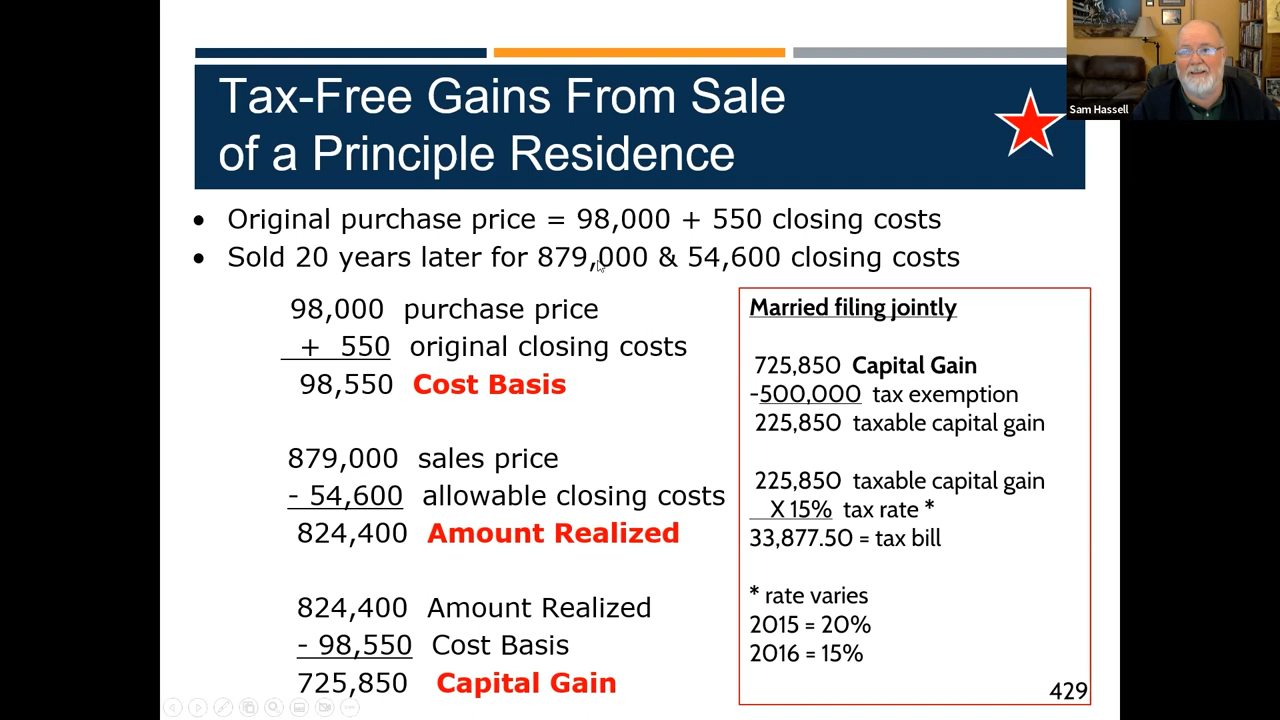 Sam Hassell
Tax-Free Gains From Sale
of a Principle Residence
• Original purchase price = 98,000 + 550 closing costs
• Sold 20 years later for 879,000 & 54,600 closing costs
98,000 purchase price
+ 550 original closing costs
98,550 Cost Basis
879,000 sales price
- 54,600 allowable closing costs
824,400 Amount Realized
824,400 Amount Realized
- 98,550 Cost Basis
725,850 Capital Gain
Married filing jointly
725,850 Capital Gain
-500,000 tax exemption
225,850 taxable capital gain
225,850 taxable capital gain
X 15% tax rate *
33,877.50 = tax bill
* rate varies
2015 = 20%
2016 = 15%
429